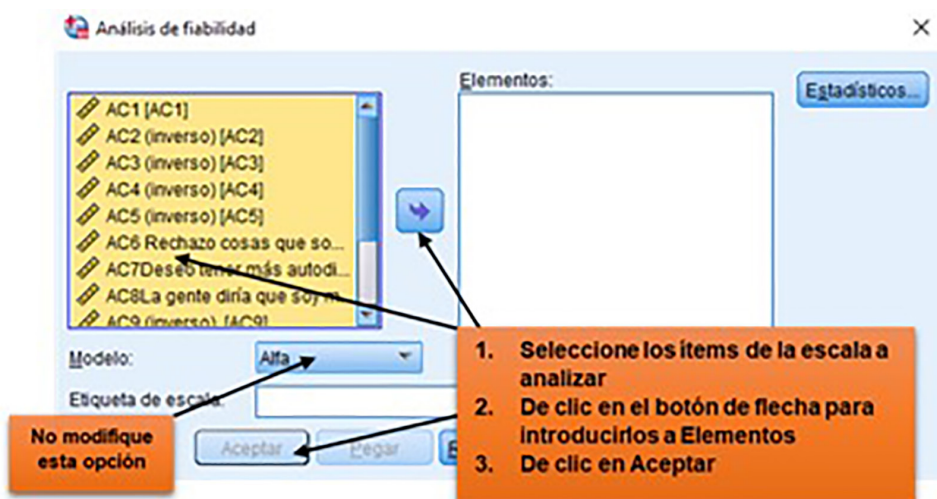 Análisis de fiabilidad
Elementos:
Estadísticos...
AC1 [AC1]
AC2 (inverso) [AC2]
AC3 (inverso) [AC3]
AC4 (inverso) [AC4]
AC5 (inverso) [AC5]
AC6 Rechazo cosas que so...
AC7Deseo tener más autodi...
AC8La gente diría que soy m...
AC9 (inverso) [AC9]
Modelo:
Alfa
Etiqueta de escala:
Aceptar
Pegar
No modifique
esta opción
1. Seleccione los ítems de la escala a
analizar
2. De clic en el botón de flecha para
introducirlos a Elementos
3. De clic en Aceptar